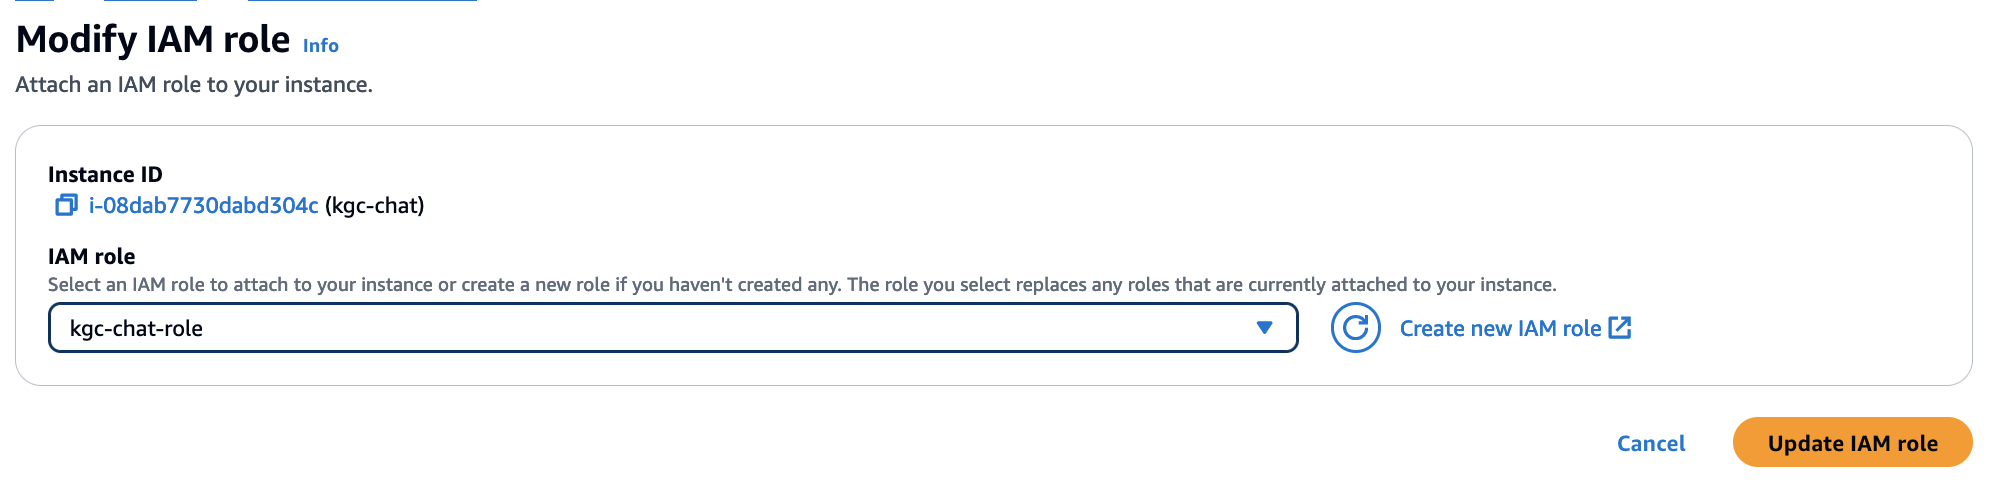 Modify IAM role Info
Attach an IAM role to your instance.
Instance ID
i-08dab7730dabd304c (kgc-chat)
IAM role
Select an IAM role to attach to your instance or create a new role if you haven't created any. The role you select replaces any roles that are currently attached to your instance.
kgc-chat-role Create new IAM role
Cancel Update IAM role